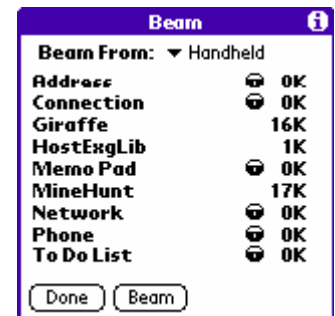 Beam
Beam From: Handheld
Address 0K
Connection 0K
Giraffe 16K
HostExgLib 1K
Memo Pad 0K
MineHunt 17K
Network 0K
Phone 0K
To Do List 0K
Done Beam